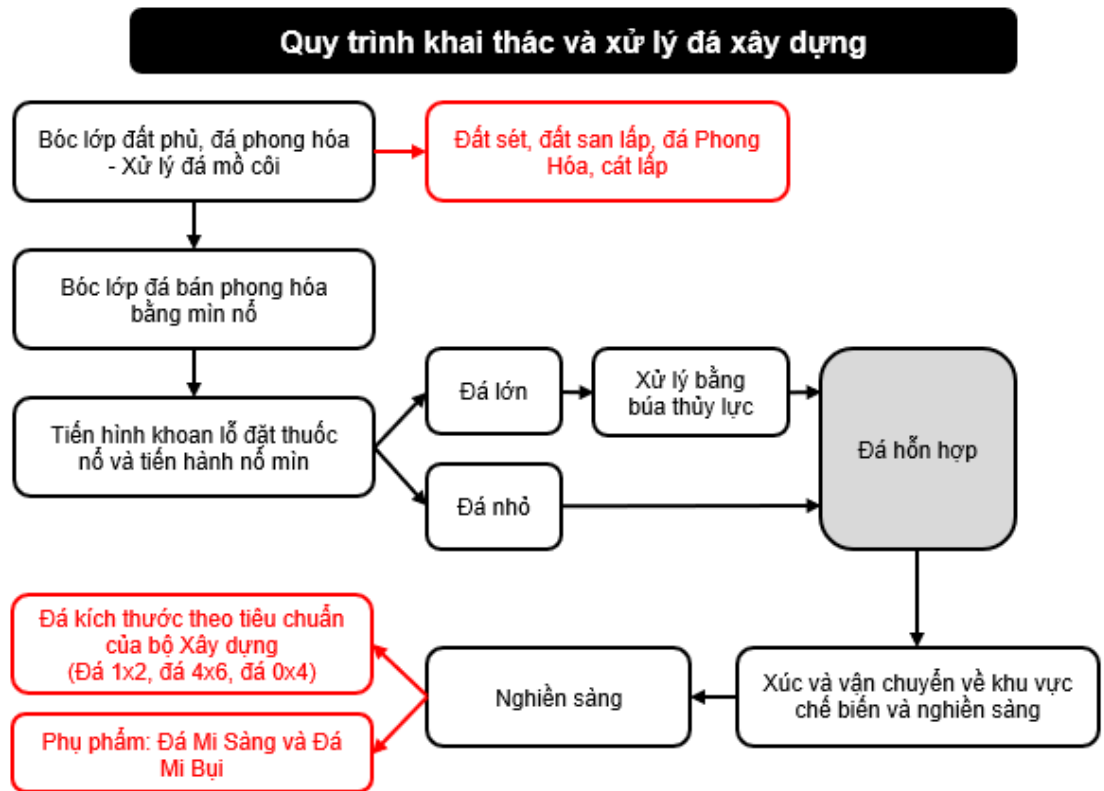 Quy trình khai thác và xử lý đá xây dựng
Bóc lớp đất phủ, đá phong hóa
- Xử lý đá mồ côi
Đất sét, đất san lấp, đá Phong
Hóa, cát lấp
Bóc lớp đá bán phong hóa
bằng mìn nổ
Tiến hình khoan lỗ đặt thuốc
nổ và tiến hành nổ mìn
Đá lớn
Xử lý bằng
búa thủy lực
Đá nhỏ
Đá hỗn hợp
Xúc và vận chuyển về khu vực
chế biến và nghiền sàng
Nghiền sàng
Đá kích thước theo tiêu chuẩn
của bộ Xây dựng
(Đá 1x2, đá 4x6, đá 0x4)
Phụ phẩm: Đá Mi Sàng và Đá
Mi Bụi